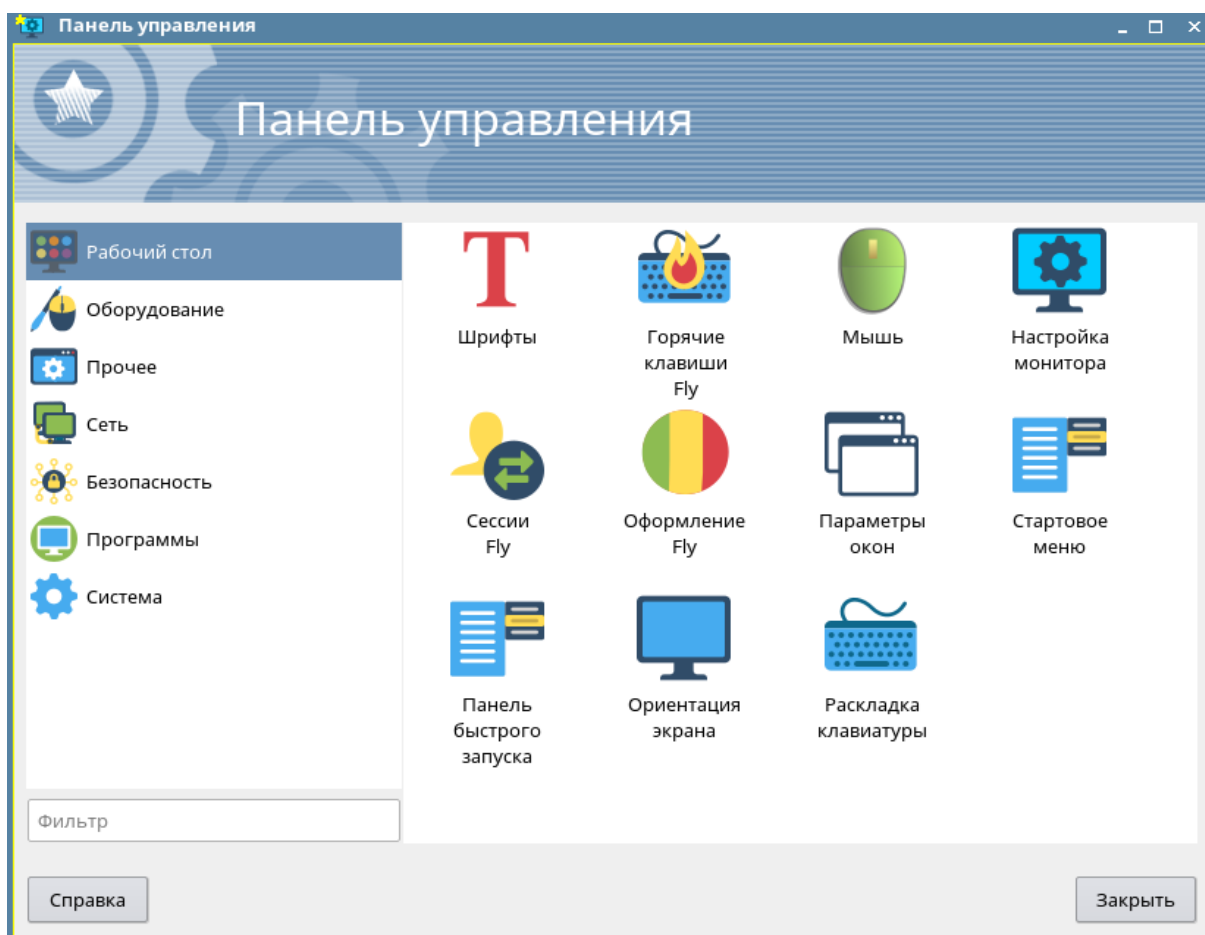 Панель управления
Панель управления
Рабочий стол
Оборудование
Прочее
Сеть
Безопасность
Программы
Система
Фильтр
Шрифты
Горячие
клавиши
Fly
Мышь
Настройка
монитора
Сессии
Fly
Оформление
Fly
Параметры
окон
Стартовое
меню
Панель
быстрого
запуска
Ориентация
экрана
Раскладка
клавиатуры
Справка
Закрыть